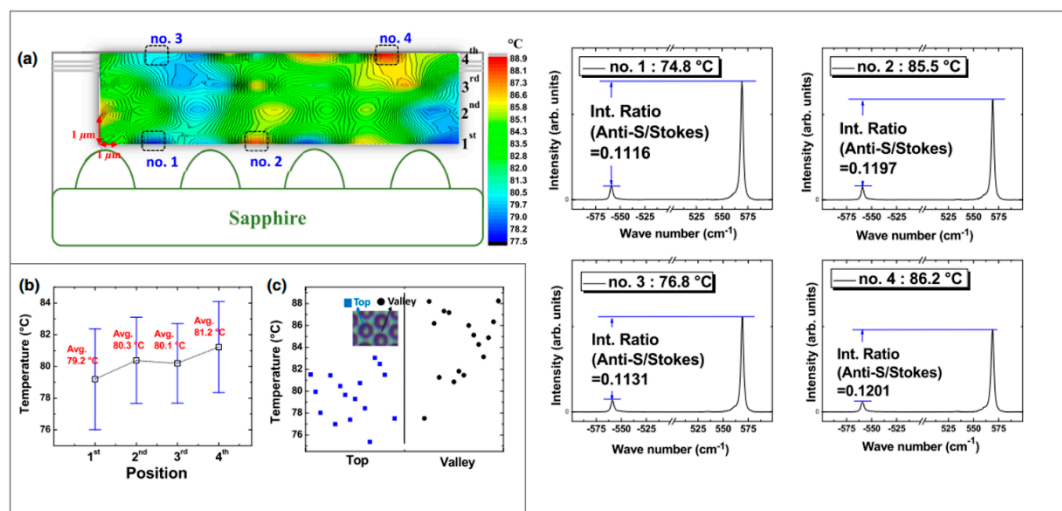 (a)
no. 3
no. 4
°C
88.9
87.8
86.6
85.5
84.3
83.2
82.0
81.3
80.9
79.7
79.0
78.2
77.5
4th
3rd
2nd
1st
1 μm
1 μm
no. 1
no. 2
Sapphire
(b)
Temperature (°C)
84
82
80
78
76
Avg.
79.2 °C
Avg.
80.3 °C
Avg.
80.1 °C
Avg.
81.2 °C
1st
2nd
3rd
4th
Position
(c)
Temperature (°C)
88
86
84
82
80
78
76
Top
Valley
Top
Valley
no. 1 : 74.8 °C
Int. Ratio
(Anti-S/Stokes)
=0.1116
Intensity (arb. units)
0
-575 -550 -525 525 550 575
Wave number (cm-1)
no. 2 : 85.5 °C
Int. Ratio
(Anti-S/Stokes)
=0.1197
Intensity (arb. units)
0
-575 -550 -525 525 550 575
Wave number (cm-1)
no. 3 : 76.8 °C
Int. Ratio
(Anti-S/Stokes)
=0.1131
Intensity (arb. units)
0
-575 -550 -525 525 550 575
Wave number (cm-1)
no. 4 : 86.2 °C
Int. Ratio
(Anti-S/Stokes)
=0.1201
Intensity (arb. units)
0
-575 -550 -525 525 550 575
Wave number (cm-1)